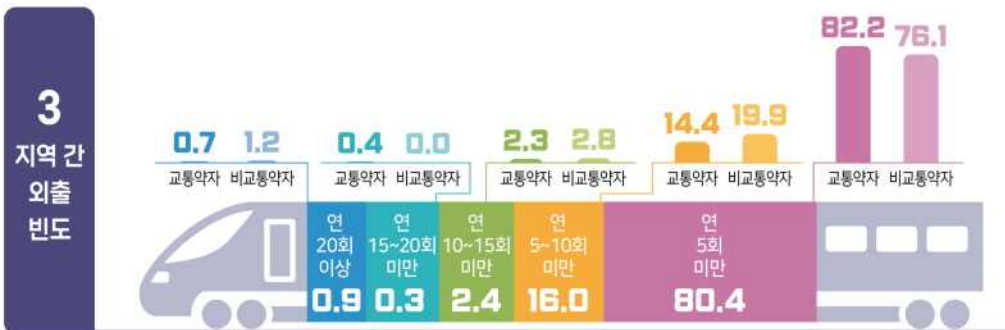 3
지역 간
외출
빈도
0.7 1.2
교통약자 비교통약자
0.4 0.0
교통약자 비교통약자
2.3 2.8
교통약자 비교통약자
14.4 19.9
교통약자 비교통약자
82.2 76.1
교통약자 비교통약자
연
20회
이상
0.9
연
15~20회
미만
0.3
연
10~15회
미만
2.4
연
5~10회
미만
16.0
연
5회
미만
80.4